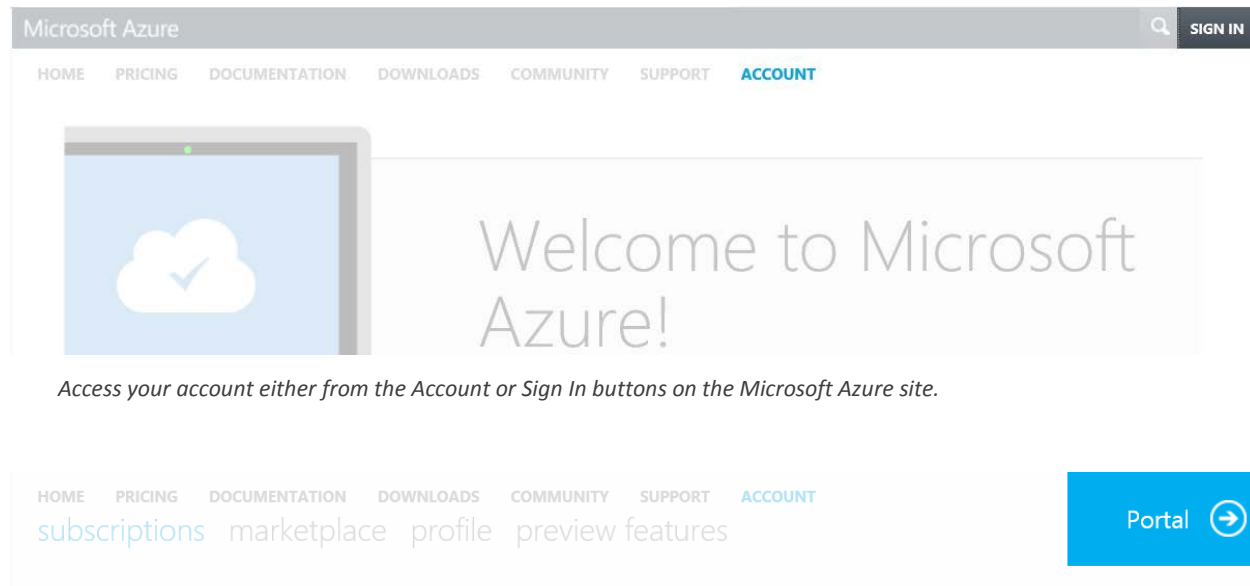 Microsoft Azure SIGN IN
HOME PRICING DOCUMENTATION DOWNLOADS COMMUNITY SUPPORT ACCOUNT
Welcome to Microsoft
Azure!
Access your account either from the Account or Sign In buttons on the Microsoft Azure site.
HOME PRICING DOCUMENTATION DOWNLOADS COMMUNITY SUPPORT ACCOUNT
subscriptions marketplace profile preview features
Portal